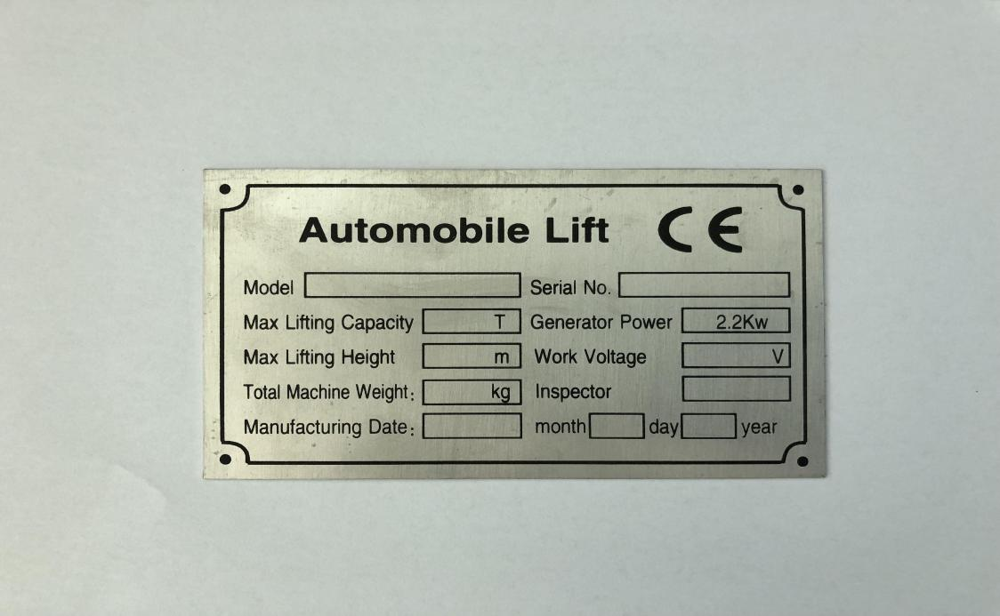 Automobile Lift CE
Model Serial No.
Max Lifting Capacity T Generator Power 2.2Kw
Max Lifting Height m Work Voltage V
Total Machine Weight: kg Inspector
Manufacturing Date: month day year